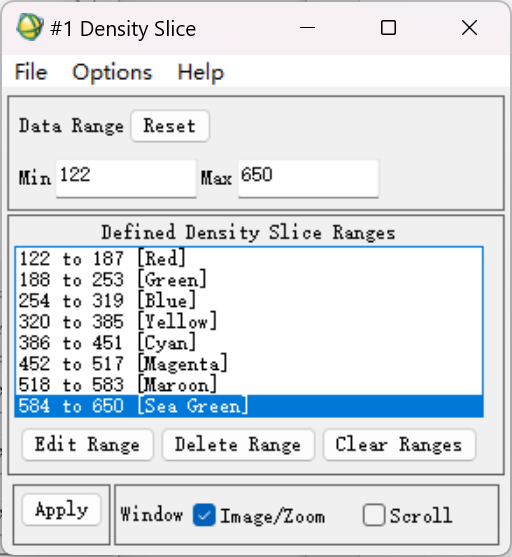 #1 Density Slice
File Options Help
Data Range Reset
Min 122 Max 650
Defined Density Slice Ranges
122 to 187 [Red]
188 to 253 [Green]
254 to 319 [Blue]
320 to 385 [Yellow]
386 to 451 [Cyan]
452 to 517 [Magenta]
518 to 583 [Maroon]
584 to 650 [Sea Green]
Edit Range Delete Range Clear Ranges
Apply Window Image/Zoom Scroll